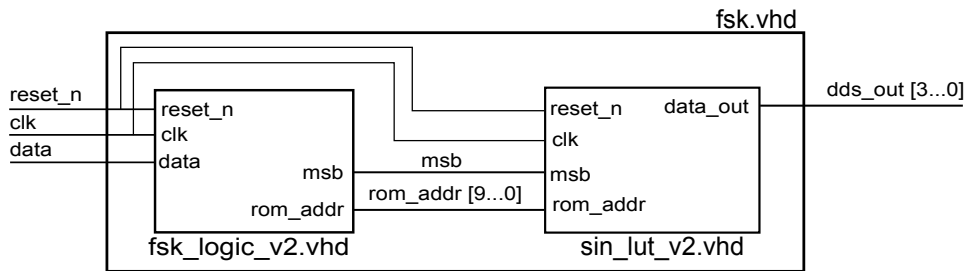 fsk.vhd
reset_n
clk
data
reset_n
clk
data
msb
rom_addr
fsk_logic_v2.vhd
msb
rom_addr [9...0]
reset_n
clk
msb
rom_addr
data_out
sin_lut_v2.vhd
dds_out [3...0]